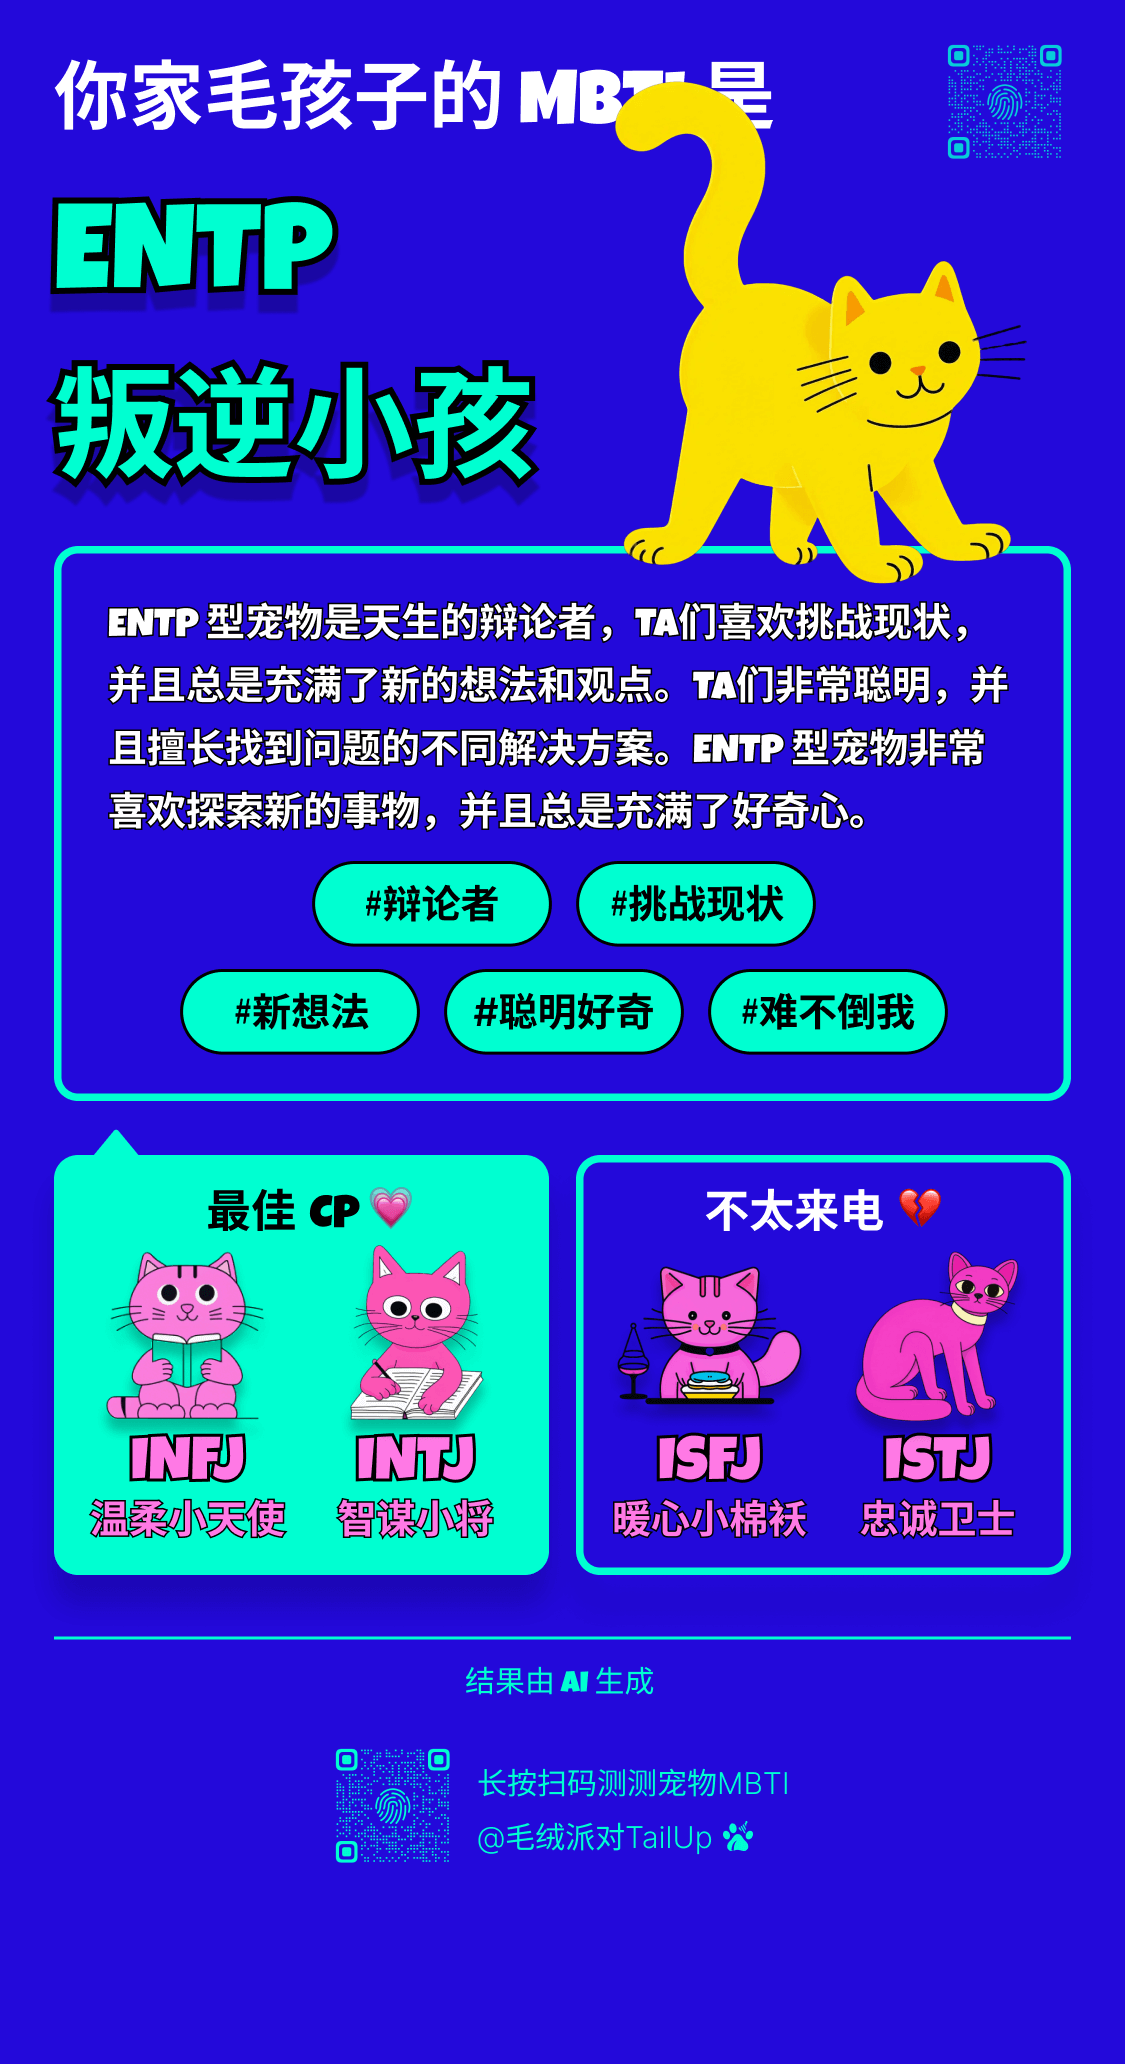 你家毛孩子的 MBTI 是
ENTP
叛逆小孩
ENTP 型宠物是天生的辩论者，TA们喜欢挑战现状，
并且总是充满了新的想法和观点。TA们非常聪明，并
且擅长找到问题的不同解决方案。ENTP 型宠物非常
喜欢探索新的事物，并且总是充满了好奇心。
#辩论者 #挑战现状
#新想法 #聪明好奇 #难不倒我
最佳 CP
INFJ INTJ
温柔小天使 智谋小将
不太来电
ISFJ ISTJ
暖心小棉袄 忠诚卫士
结果由 AI 生成
长按扫码测测宠物MBTI
@毛绒派对TailUp